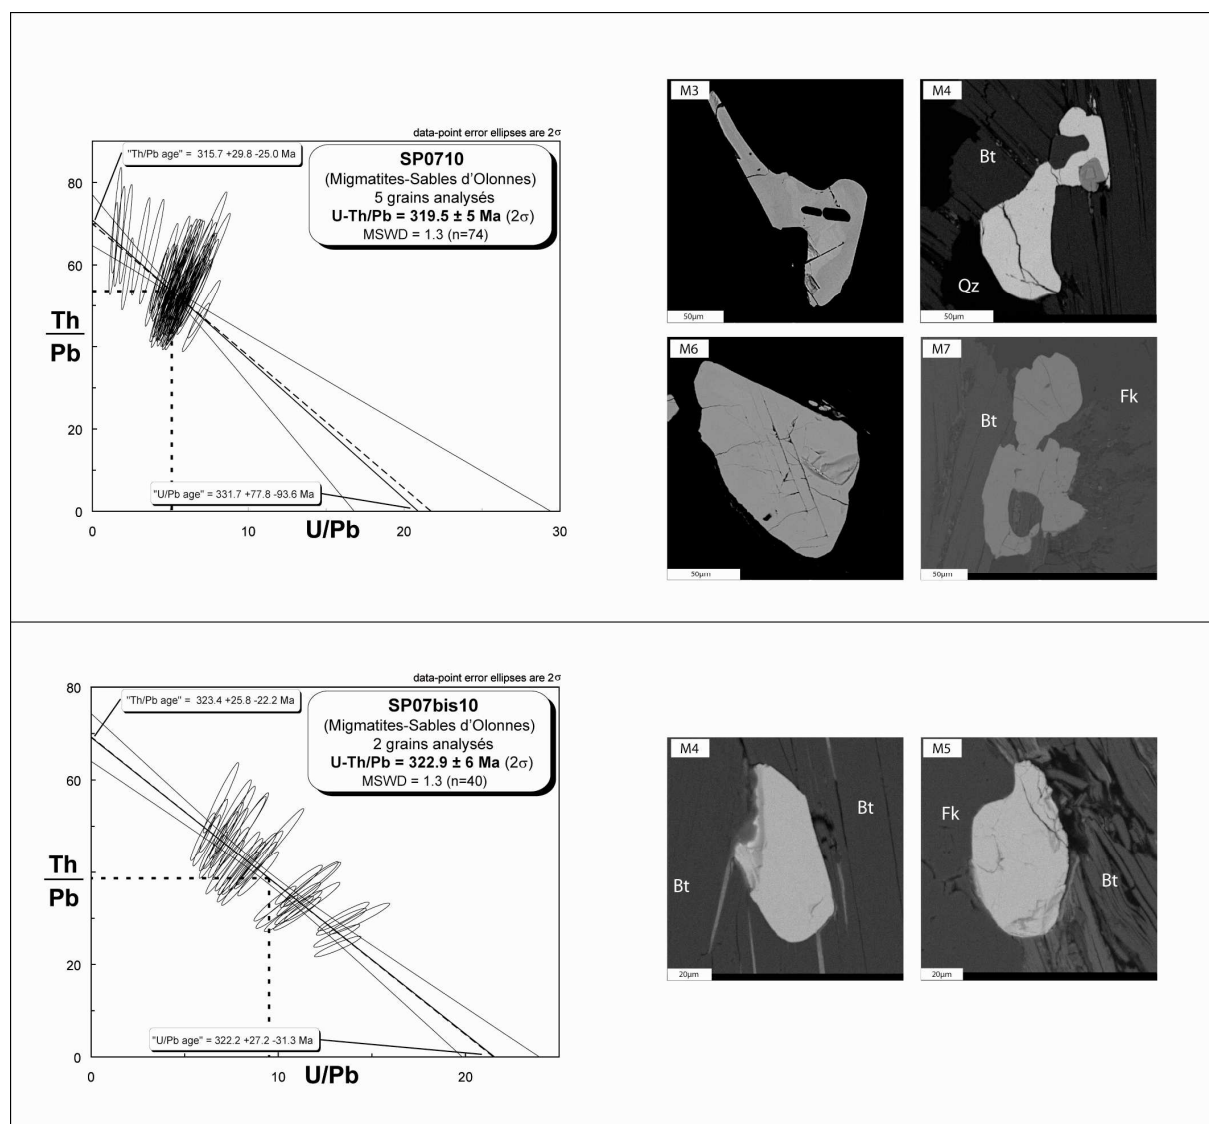 data-point error ellipses are 2σ
"Th/Pb age" = 315.7 +29.8 -25.0 Ma
SP0710
(Migmatites-Sables d'Olonnes)
5 grains analysés
U-Th/Pb = 319.5 ± 5 Ma (2σ)
MSWD = 1.3 (n=74)
80
60
Th
Pb
20
0
"U/Pb age" = 331.7 +77.8 -93.6 Ma
0
10
U/Pb
20
30
M3
50µm
M4
Bt
Qz
50µm
M6
50µm
M7
Bt
Fk
50µm
data-point error ellipses are 2σ
80
"Th/Pb age" = 323.4 +25.8 -22.2 Ma
SP07bis10
(Migmatites-Sables d'Olonnes)
2 grains analysés
U-Th/Pb = 322.9 ± 6 Ma (2σ)
MSWD = 1.3 (n=40)
60
Th
Pb
20
0
"U/Pb age" = 322.2 +27.2 -31.3 Ma
0
10
U/Pb
20
M4
Bt
Bt
20µm
M5
Fk
Bt
20µm